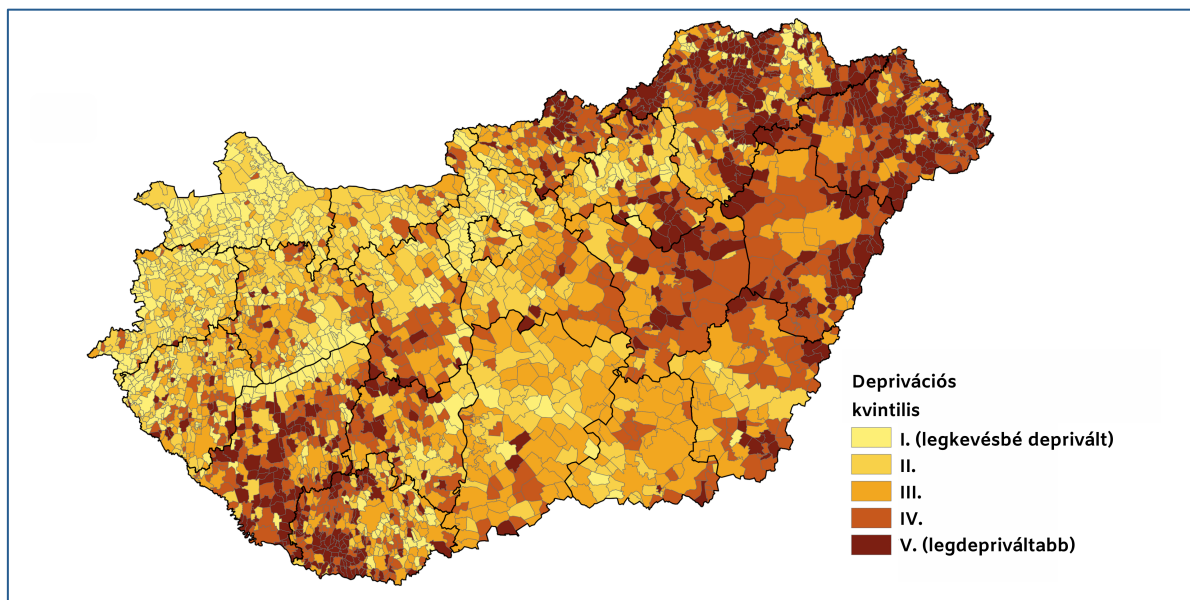 Deprivációs
kvintilis
I. (legkevésbé deprivált)
II.
III.
IV.
V. (legdepriváltabb)